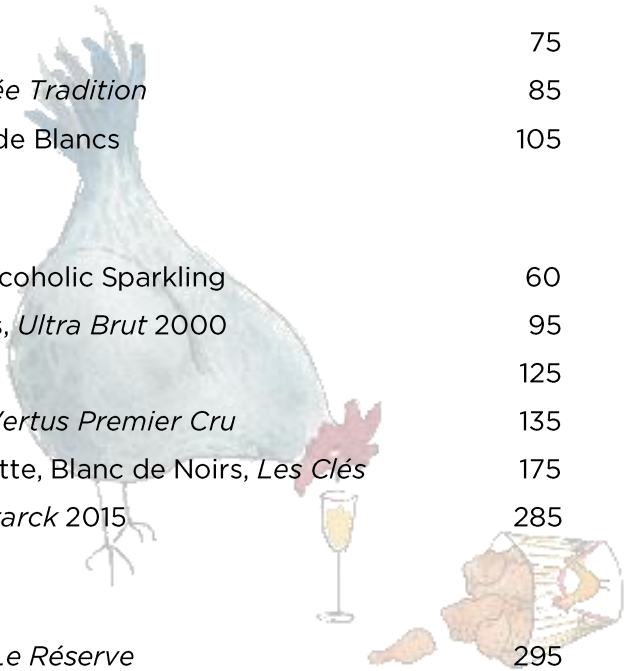 75
ée Tradition 85
de Blancs 105
coholic Sparkling 60
s, Ultra Brut 2000 95
125
Vertus Premier Cru 135
tte, Blanc de Noirs, Les Clés 175
arck 2015 285
Le Réserve 295